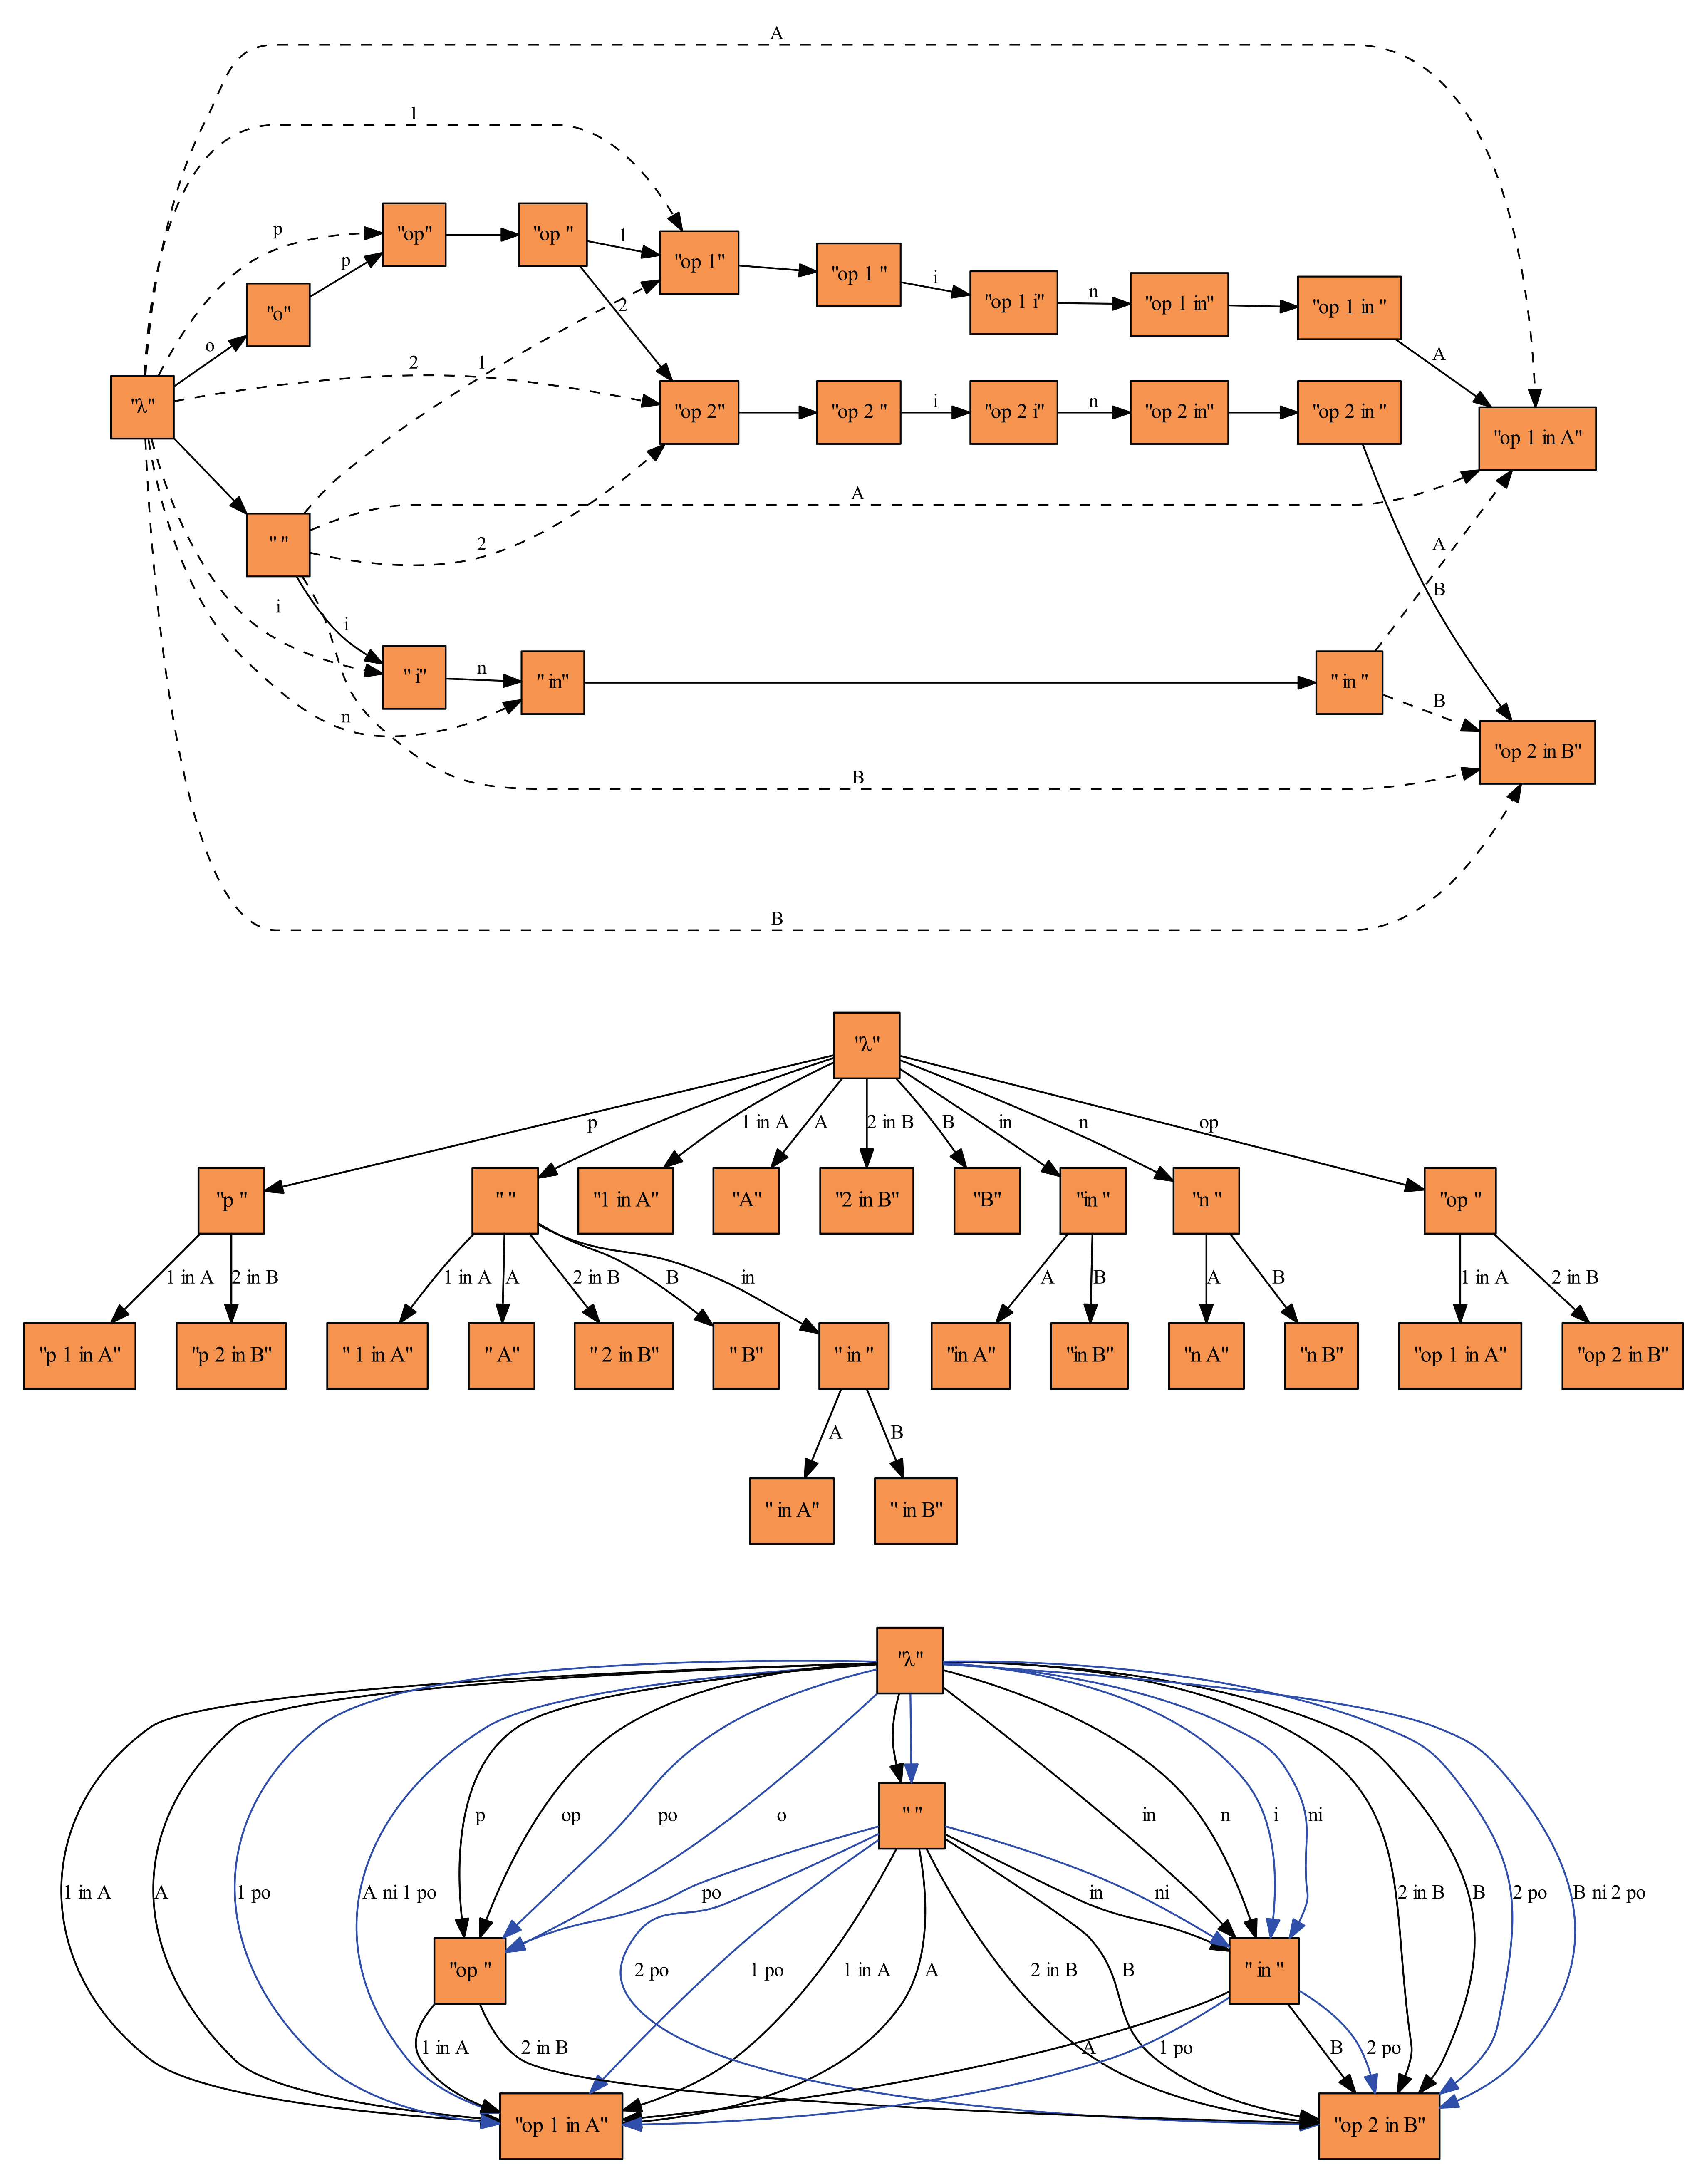 A
1
p
"op"
"op "
1
"op 1"
"op 1 "
i
"op 1 i"
n
"op 1 in"
"op 1 in "
p
"o"
o
2
A
"λ"
2
1
"op 2"
"op 2 "
i
"op 2 i"
n
"op 2 in"
"op 2 in "
"op 1 in A"
A
" "
2
A
B
i
i
" i"
n
" in"
" in "
n
B
"op 2 in B"
B
B
"λ"
p
1 in A
A
2 in B
B
in
n
op
"p "
" "
"1 in A"
"A"
"2 in B"
"B"
"in "
"n "
"op "
1 in A
2 in B
1 in A
A
2 in B
B
in
A
B
A
B
1 in A
2 in B
"p 1 in A"
"p 2 in B"
" 1 in A"
" A"
" 2 in B"
" B"
" in "
"in A"
"in B"
"n A"
"n B"
"op 1 in A"
"op 2 in B"
A
B
" in A"
" in B"
"λ"
" "
p
op
po
o
in
n
i
ni
1 in A
A
1 po
A ni 1 po
po
in
ni
2 in B
B
2 po
B ni 2 po
"op "
2 po
1 po
1 in A
A
2 in B
B
" in "
1 in A
2 in B
A
1 po
B
2 po
"op 1 in A"
"op 2 in B"